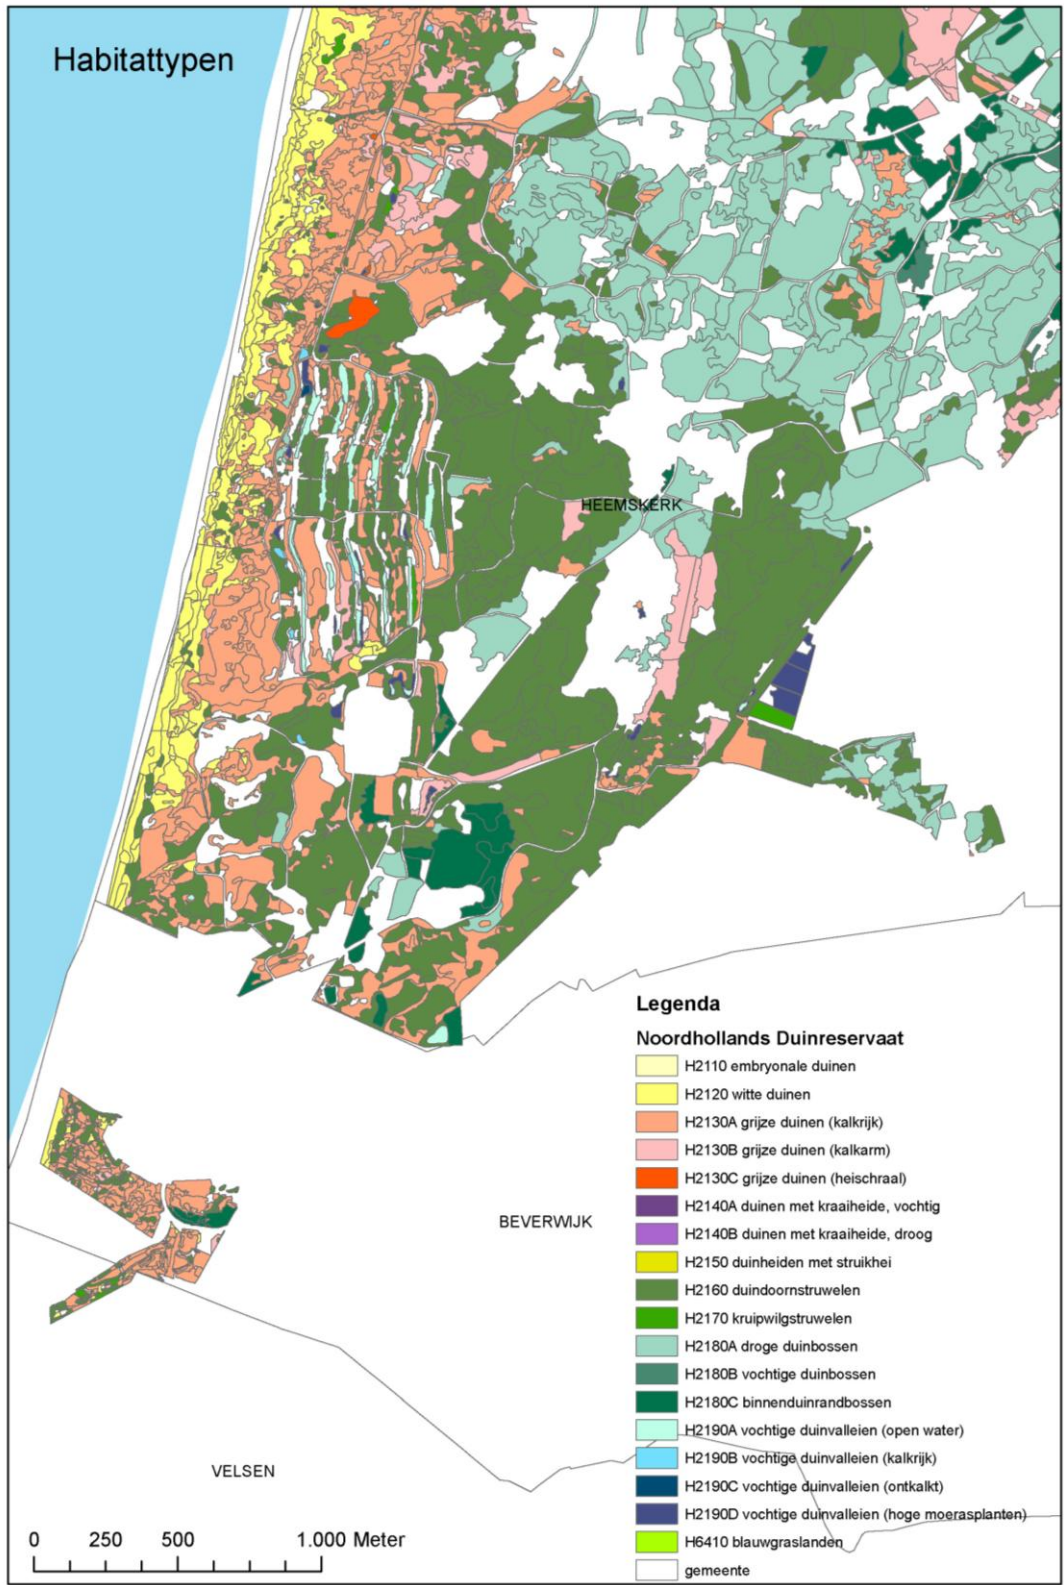 Habitattypen
HEEMSKERK
Legenda
Noordhollands Duinreservaat
H2110 embryonale duinen
H2120 witte duinen
H2130A grijze duinen (kalkrijk)
H2130B grijze duinen (kalkarm)
H2130C grijze duinen (heischraal)
H2140A duinen met kraaiheide, vochtig
H2140B duinen met kraaiheide, droog
H2150 duinheiden met struikhei
H2160 duindoornstruwelen
H2170 kruipwilgstruwelen
H2180A droge duinbossen
H2180B vochtige duinbossen
H2180C binnenduinrandbossen
H2190A vochtige duinvalleien (open water)
H2190B vochtige duinvalleien (kalkrijk)
H2190C vochtige duinvalleien (ontkalkt)
H2190D vochtige duinvalleien (hoge moerasplanten)
H6410 blauwgraslanden
gemeente
BEVERWIJK
VELSEN
0 250 500 1.000 Meter